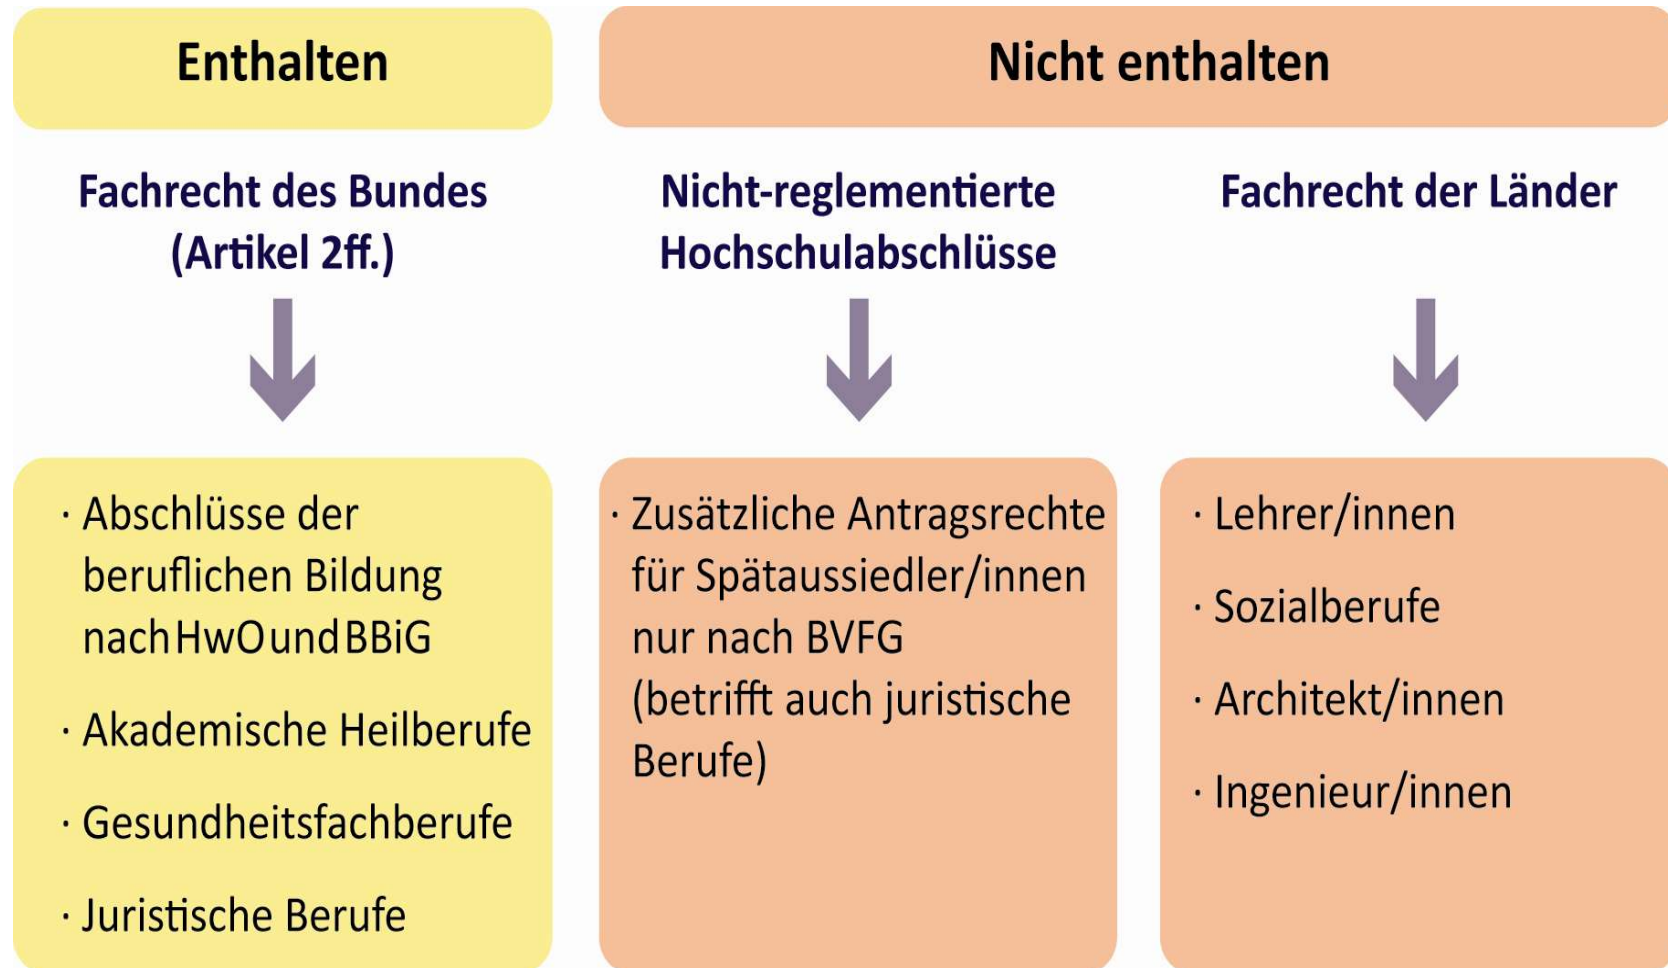 Enthalten
Nicht enthalten
Fachrecht des Bundes
(Artikel 2ff.)
Nicht-reglementierte
Hochschulabschlüsse
Fachrecht der Länder
· Abschlüsse der
beruflichen Bildung
nach HwO und BBiG
· Akademische Heilberufe
· Gesundheitsfachberufe
· Juristische Berufe
· Zusätzliche Antragsrechte
für Spätaussiedler/innen
nur nach BVFG
(betrifft auch juristische
Berufe)
· Lehrer/innen
· Sozialberufe
· Architekt/innen
· Ingenieur/innen